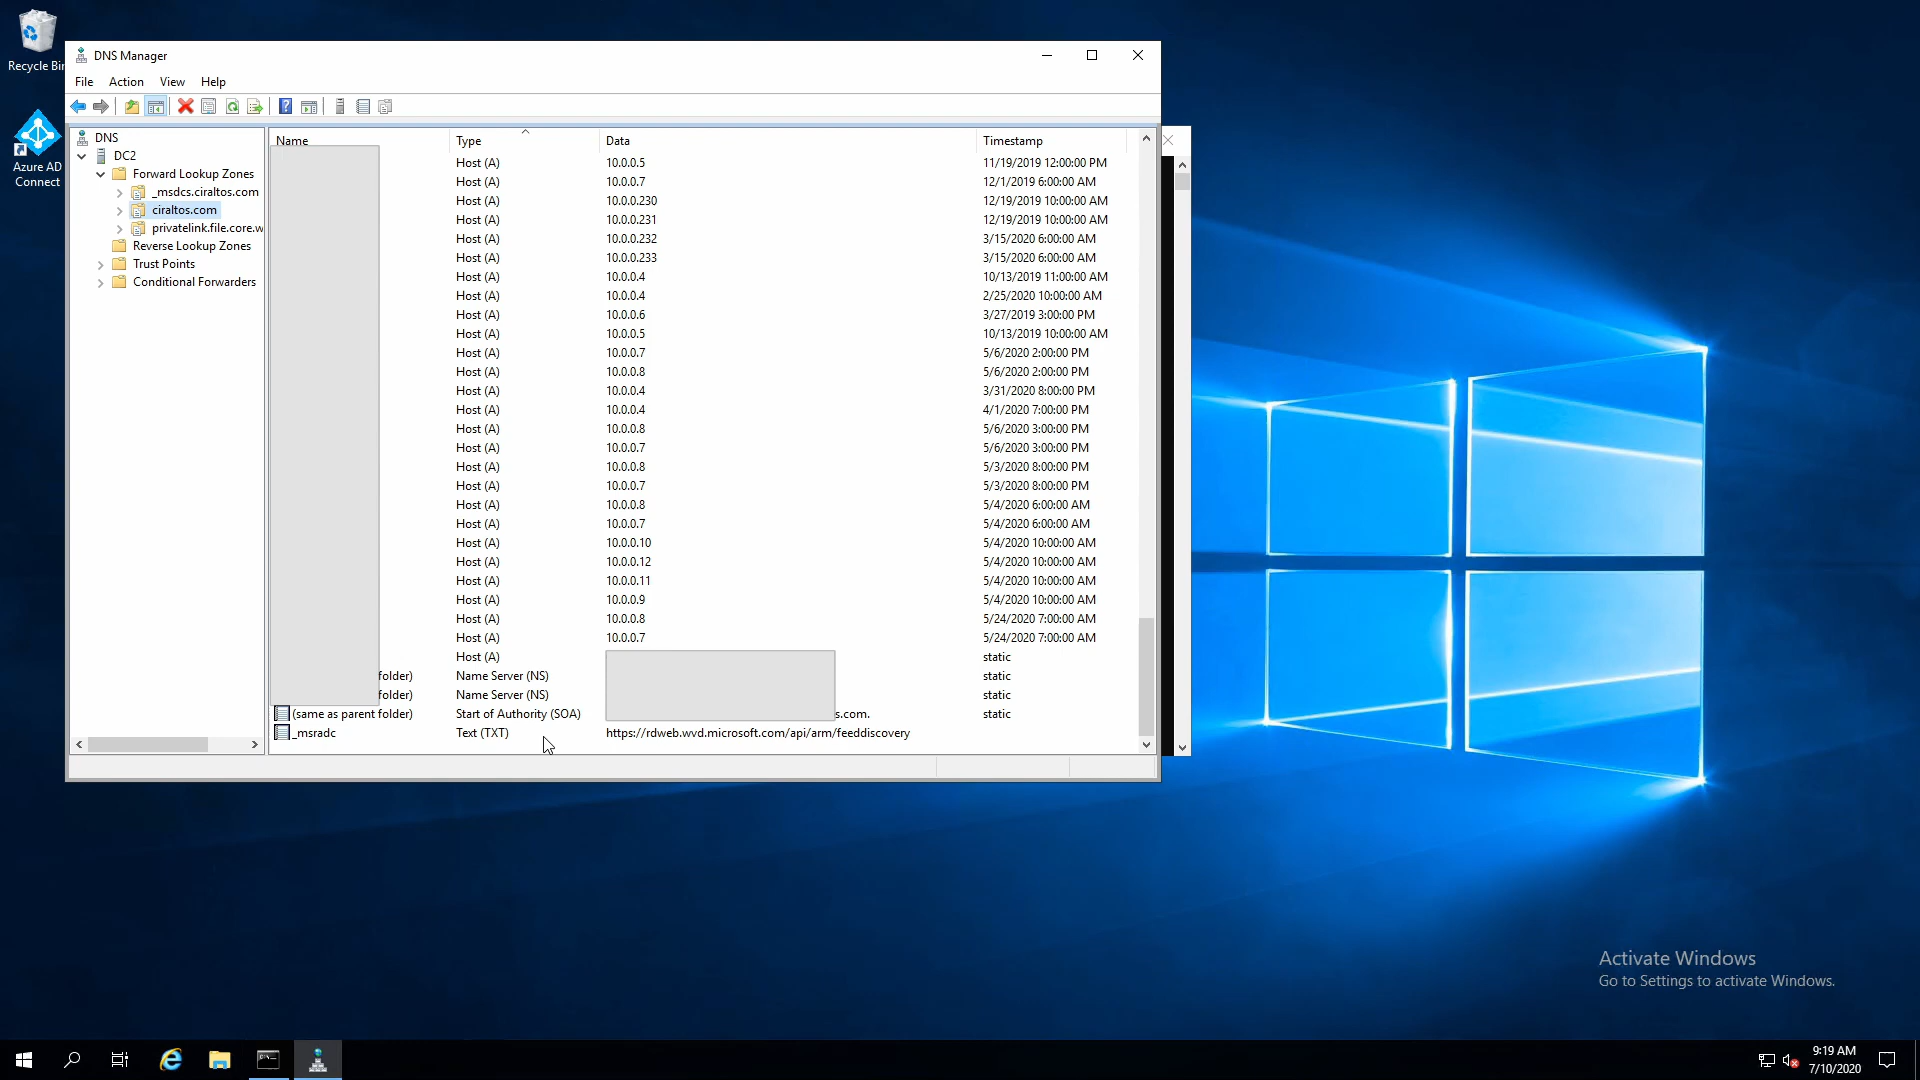 Recycle Bin
Azure AD
Connect
DNS Manager
File Action View Help
DNS
DC2
Forward Lookup Zones
_msdcs.ciraltos.com
ciraltos.com
privatelink.file.core.w
Reverse Lookup Zones
Trust Points
Conditional Forwarders
Name Type Data Timestamp
Host (A) 10.0.0.5 11/19/2019 12:00:00 PM
Host (A) 10.0.0.7 12/1/2019 6:00:00 AM
Host (A) 10.0.0.230 12/19/2019 10:00:00 AM
Host (A) 10.0.0.231 12/19/2019 10:00:00 AM
Host (A) 10.0.0.232 3/15/2020 6:00:00 AM
Host (A) 10.0.0.233 3/15/2020 6:00:00 AM
Host (A) 10.0.0.4 10/13/2019 11:00:00 AM
Host (A) 10.0.0.4 2/25/2020 10:00:00 AM
Host (A) 10.0.0.6 3/27/2019 3:00:00 PM
Host (A) 10.0.0.5 10/13/2019 10:00:00 AM
Host (A) 10.0.0.7 5/6/2020 2:00:00 PM
Host (A) 10.0.0.8 5/6/2020 2:00:00 PM
Host (A) 10.0.0.4 3/31/2020 8:00:00 PM
Host (A) 10.0.0.4 4/1/2020 7:00:00 PM
Host (A) 10.0.0.8 5/6/2020 3:00:00 PM
Host (A) 10.0.0.7 5/6/2020 3:00:00 PM
Host (A) 10.0.0.8 5/3/2020 8:00:00 PM
Host (A) 10.0.0.7 5/3/2020 8:00:00 PM
Host (A) 10.0.0.8 5/4/2020 6:00:00 AM
Host (A) 10.0.0.7 5/4/2020 6:00:00 AM
Host (A) 10.0.0.10 5/4/2020 10:00:00 AM
Host (A) 10.0.0.12 5/4/2020 10:00:00 AM
Host (A) 10.0.0.11 5/4/2020 10:00:00 AM
Host (A) 10.0.0.9 5/4/2020 10:00:00 AM
Host (A) 10.0.0.8 5/24/2020 7:00:00 AM
Host (A) 10.0.0.7 5/24/2020 7:00:00 AM
Host (A) static
folder) Name Server (NS) static
folder) Name Server (NS) static
(same as parent folder) Start of Authority (SOA) s.com. static
_msradc Text (TXT) https://rdweb.wvd.microsoft.com/api/arm/feeddiscovery
Activate Windows
Go to Settings to activate Windows.
9:19 AM
7/10/2020